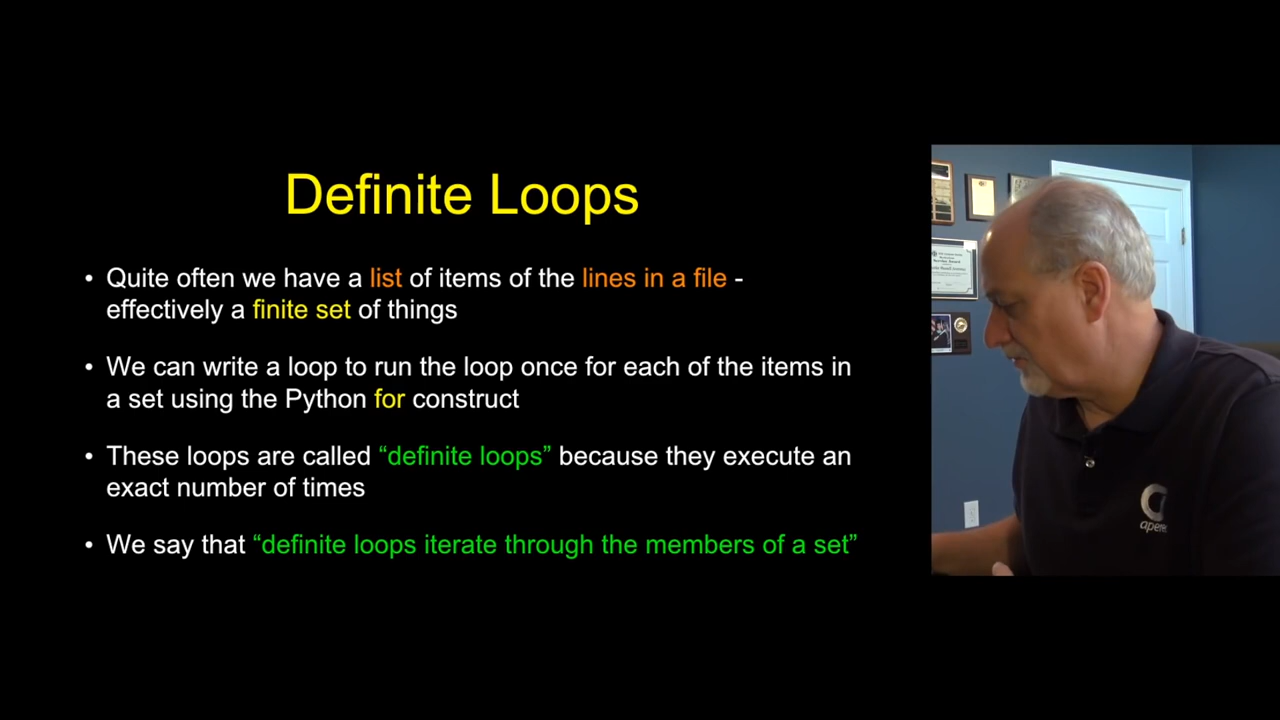 Definite Loops
• Quite often we have a list of items of the lines in a file -
effectively a finite set of things
• We can write a loop to run the loop once for each of the items in
a set using the Python for construct
• These loops are called “definite loops” because they execute an
exact number of times
• We say that “definite loops iterate through the members of a set”